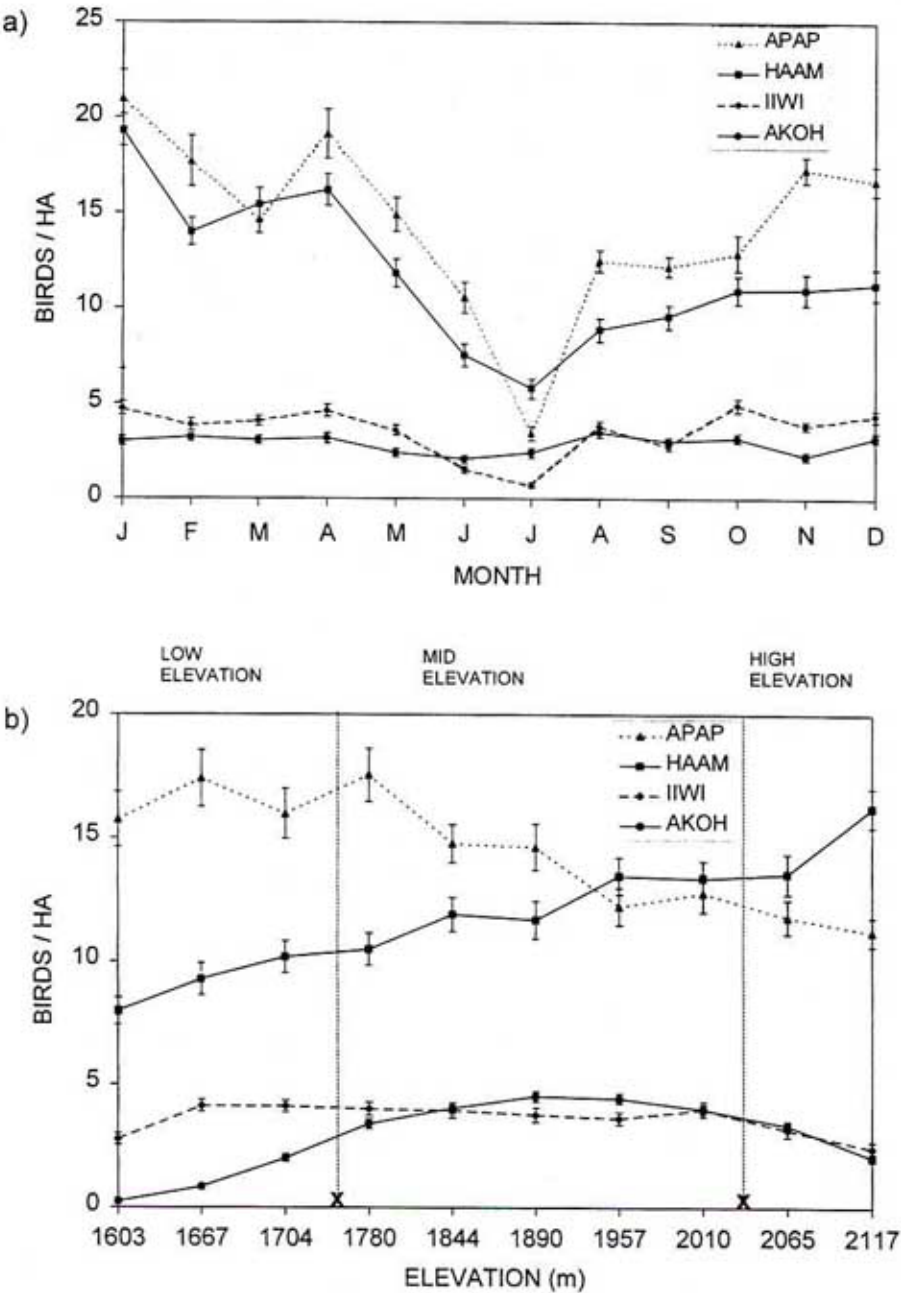 a)
25
20
15
10
5
0
BIRDS / HA
APAP
HAAM
IIWI
AKOH
J F M A M J J A S O N D
MONTH
LOW ELEVATION
MID ELEVATION
HIGH ELEVATION
b)
20
15
10
5
0
BIRDS / HA
APAP
HAAM
IIWI
AKOH
X X
1603 1667 1704 1780 1844 1890 1957 2010 2065 2117
ELEVATION (m)